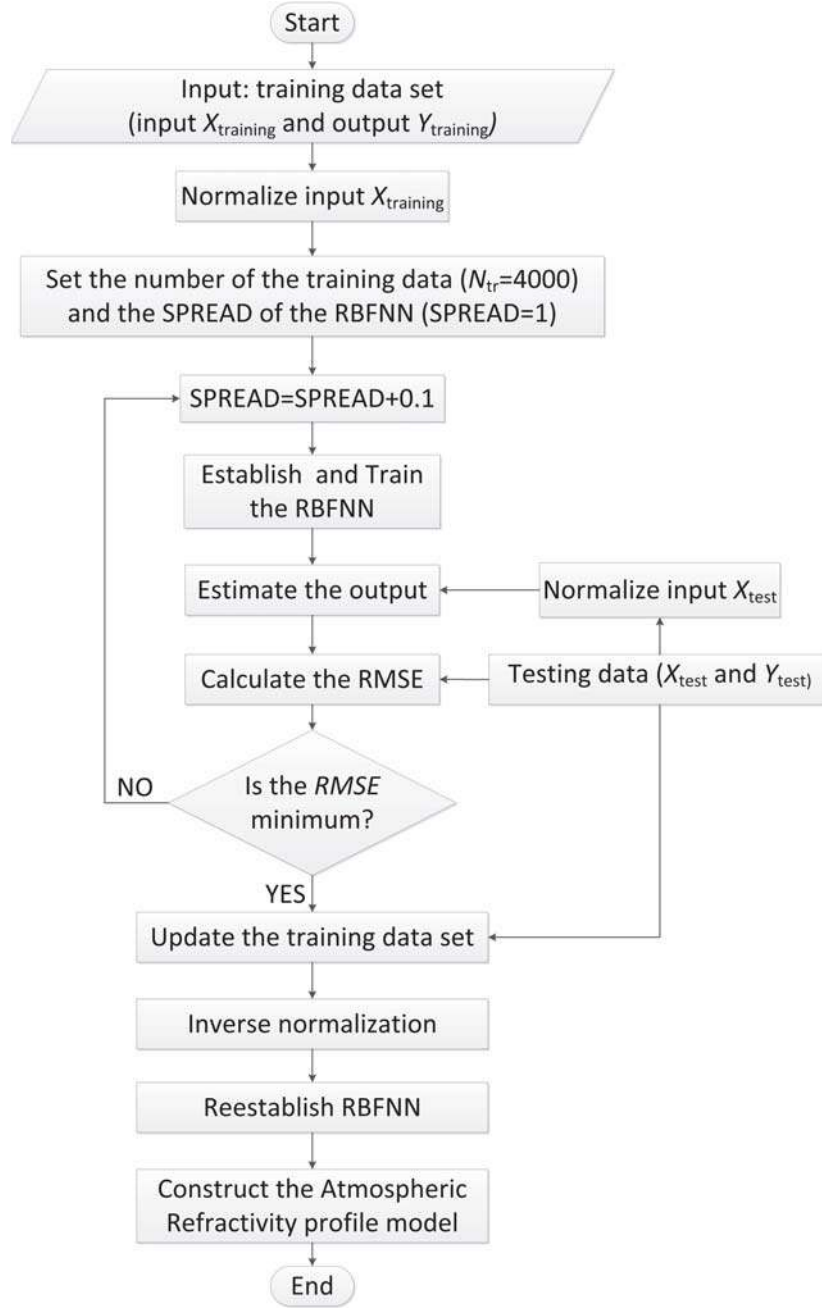 Start
Input: training data set
(input Xtraining and output Ytraining)
Normalize input Xtraining
Set the number of the training data (Ntr=4000)
and the SPREAD of the RBFNN (SPREAD=1)
SPREAD=SPREAD+0.1
Establish and Train
the RBFNN
Estimate the output
Normalize input Xtest
Calculate the RMSE
Testing data (Xtest and Ytest)
NO
Is the RMSE
minimum?
YES
Update the training data set
Inverse normalization
Reestablish RBFNN
Construct the Atmospheric
Refractivity profile model
End